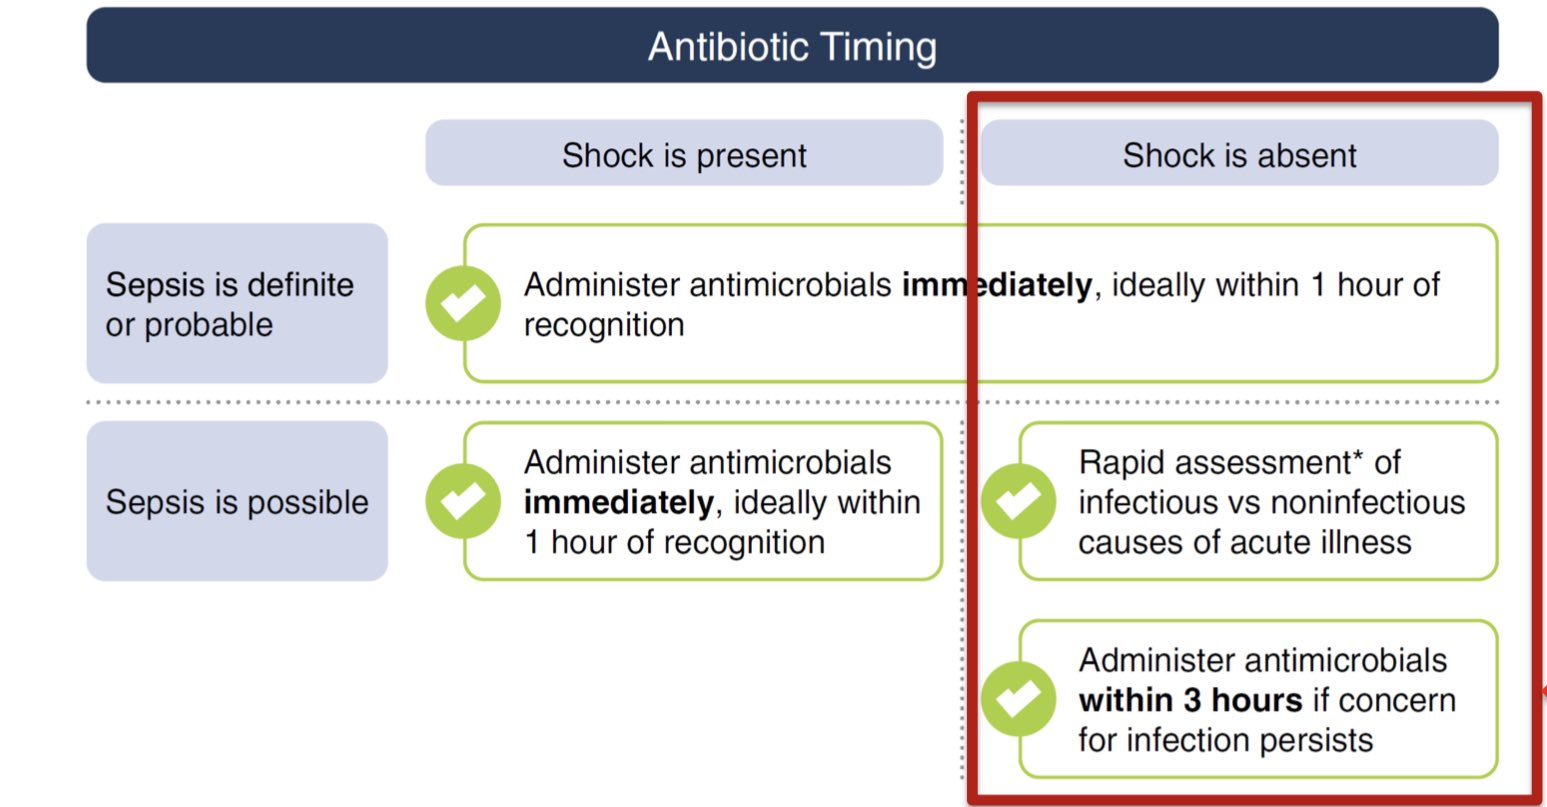 Antibiotic Timing
Shock is present
Shock is absent
Sepsis is definite
or probable
Administer antimicrobials immediately, ideally within 1 hour of
recognition
Sepsis is possible
Administer antimicrobials
immediately, ideally within
1 hour of recognition
Rapid assessment* of
infectious vs noninfectious
causes of acute illness
Administer antimicrobials
within 3 hours if concern
for infection persists